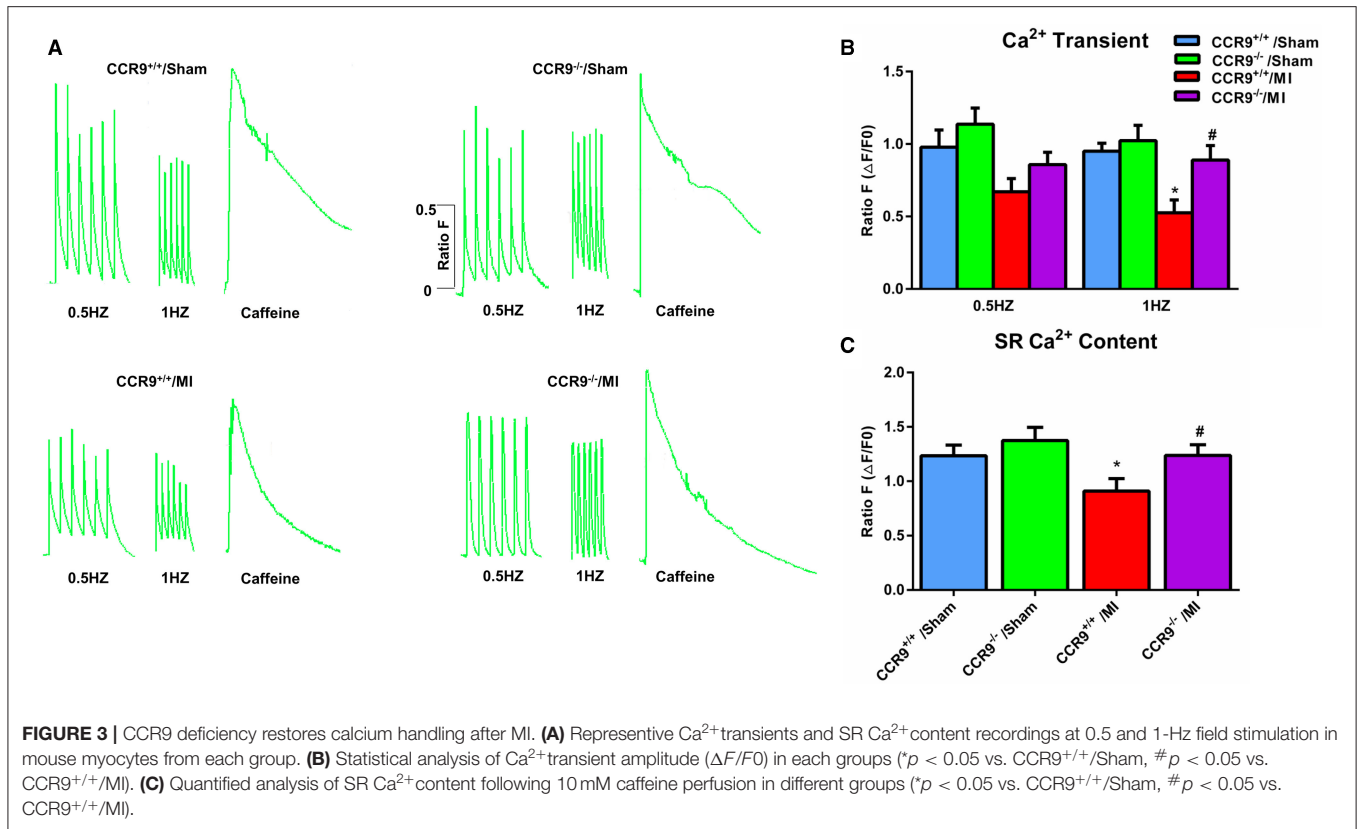 A
CCR9+/+/Sham
0.5HZ 1HZ Caffeine
CCR9-/-/Sham
0.5
Ratio F
0
0.5HZ 1HZ Caffeine
CCR9+/+/MI
0.5HZ 1HZ Caffeine
CCR9-/-/MI
0.5HZ 1HZ Caffeine
B
Ca2+ Transient
CCR9+/+/Sham
CCR9-/-/Sham
CCR9+/+/MI
CCR9-/-/MI
Ratio F (△F/F0)
1.5
1.0
0.5
0.0
*
#
0.5HZ 1HZ
C
SR Ca2+ Content
Ratio F (△F/F0)
2.0
1.5
1.0
0.5
0.0
*
#
CCR9+/+/Sham
CCR9-/-/Sham
CCR9+/+/MI
CCR9-/-/MI
FIGURE 3 | CCR9 deficiency restores calcium handling after MI. (A) Representive Ca2+transients and SR Ca2+content recordings at 0.5 and 1-Hz field stimulation in
mouse myocytes from each group. (B) Statistical analysis of Ca2+transient amplitude (ΔF/F0) in each groups (*p < 0.05 vs. CCR9+/+/Sham, #p < 0.05 vs.
CCR9+/+/MI). (C) Quantified analysis of SR Ca2+content following 10 mM caffeine perfusion in different groups (*p < 0.05 vs. CCR9+/+/Sham, #p < 0.05 vs.
CCR9+/+/MI).